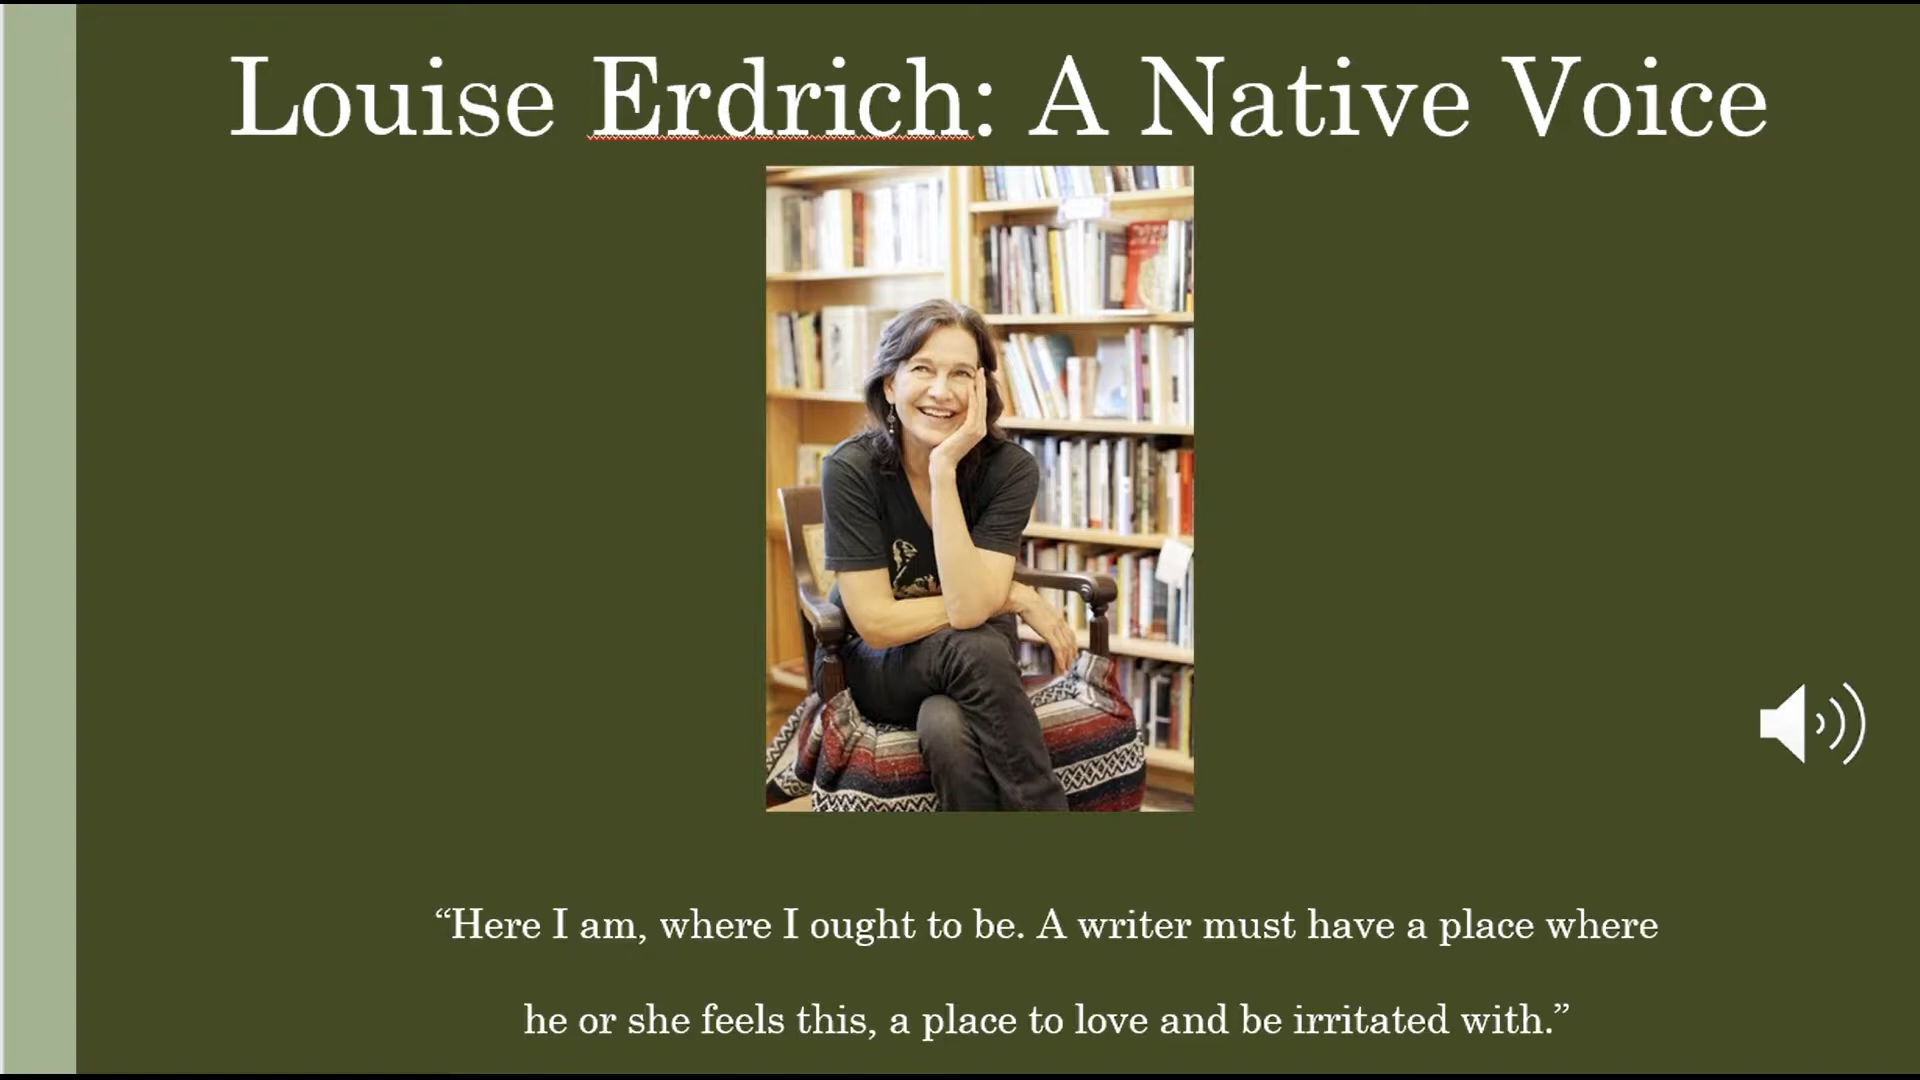 Louise Erdrich: A Native Voice
“Here I am, where I ought to be. A writer must have a place where
he or she feels this, a place to love and be irritated with.”